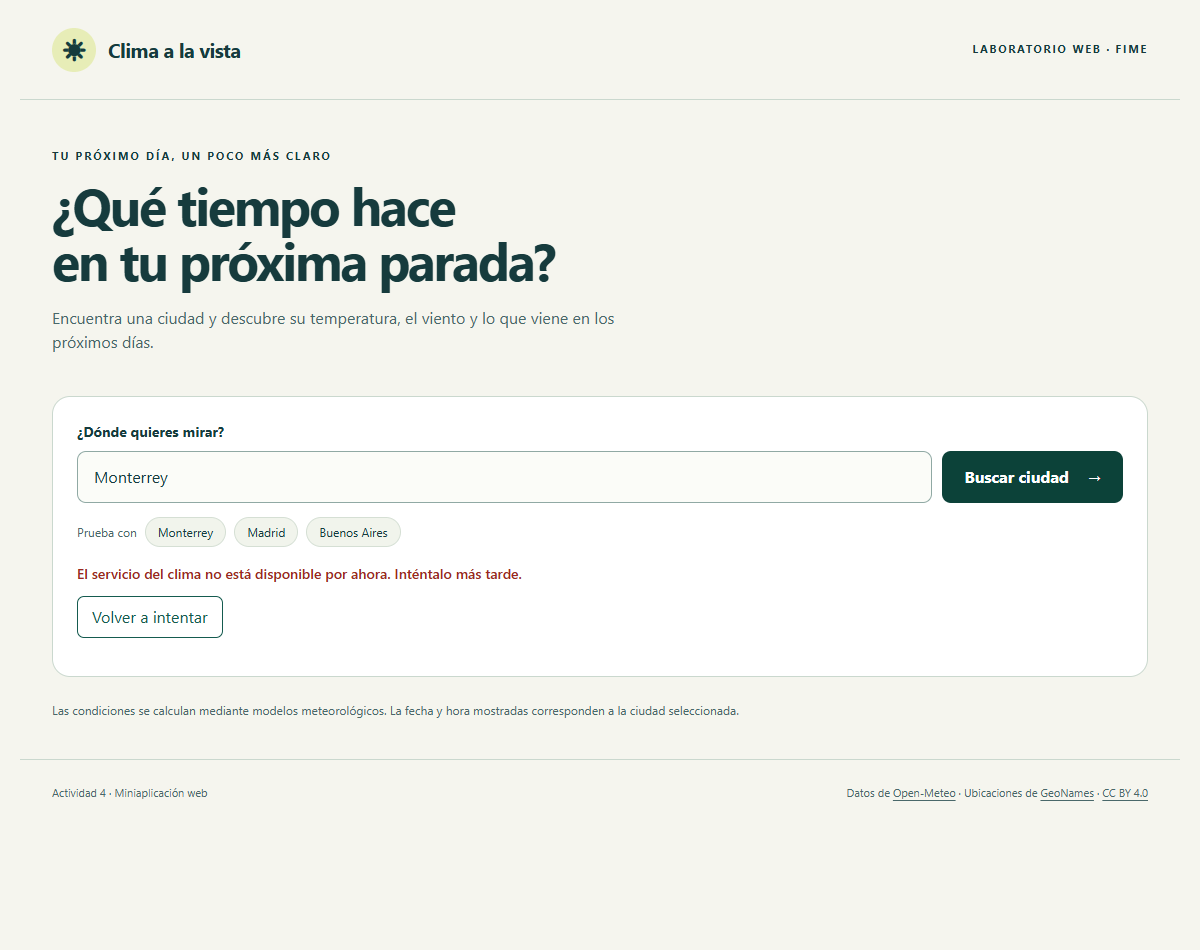 Clima a la vista
LABORATORIO WEB · FIME
TU PRÓXIMO DÍA, UN POCO MÁS CLARO
¿Qué tiempo hace
en tu próxima parada?
Encuentra una ciudad y descubre su temperatura, el viento y lo que viene en los
próximos días.
¿Dónde quieres mirar?
Monterrey
Buscar ciudad →
Prueba con Monterrey Madrid Buenos Aires
El servicio del clima no está disponible por ahora. Inténtalo más tarde.
Volver a intentar
Las condiciones se calculan mediante modelos meteorológicos. La fecha y hora mostradas corresponden a la ciudad seleccionada.
Actividad 4 · Miniaplicación web
Datos de Open-Meteo · Ubicaciones de GeoNames · CC BY 4.0